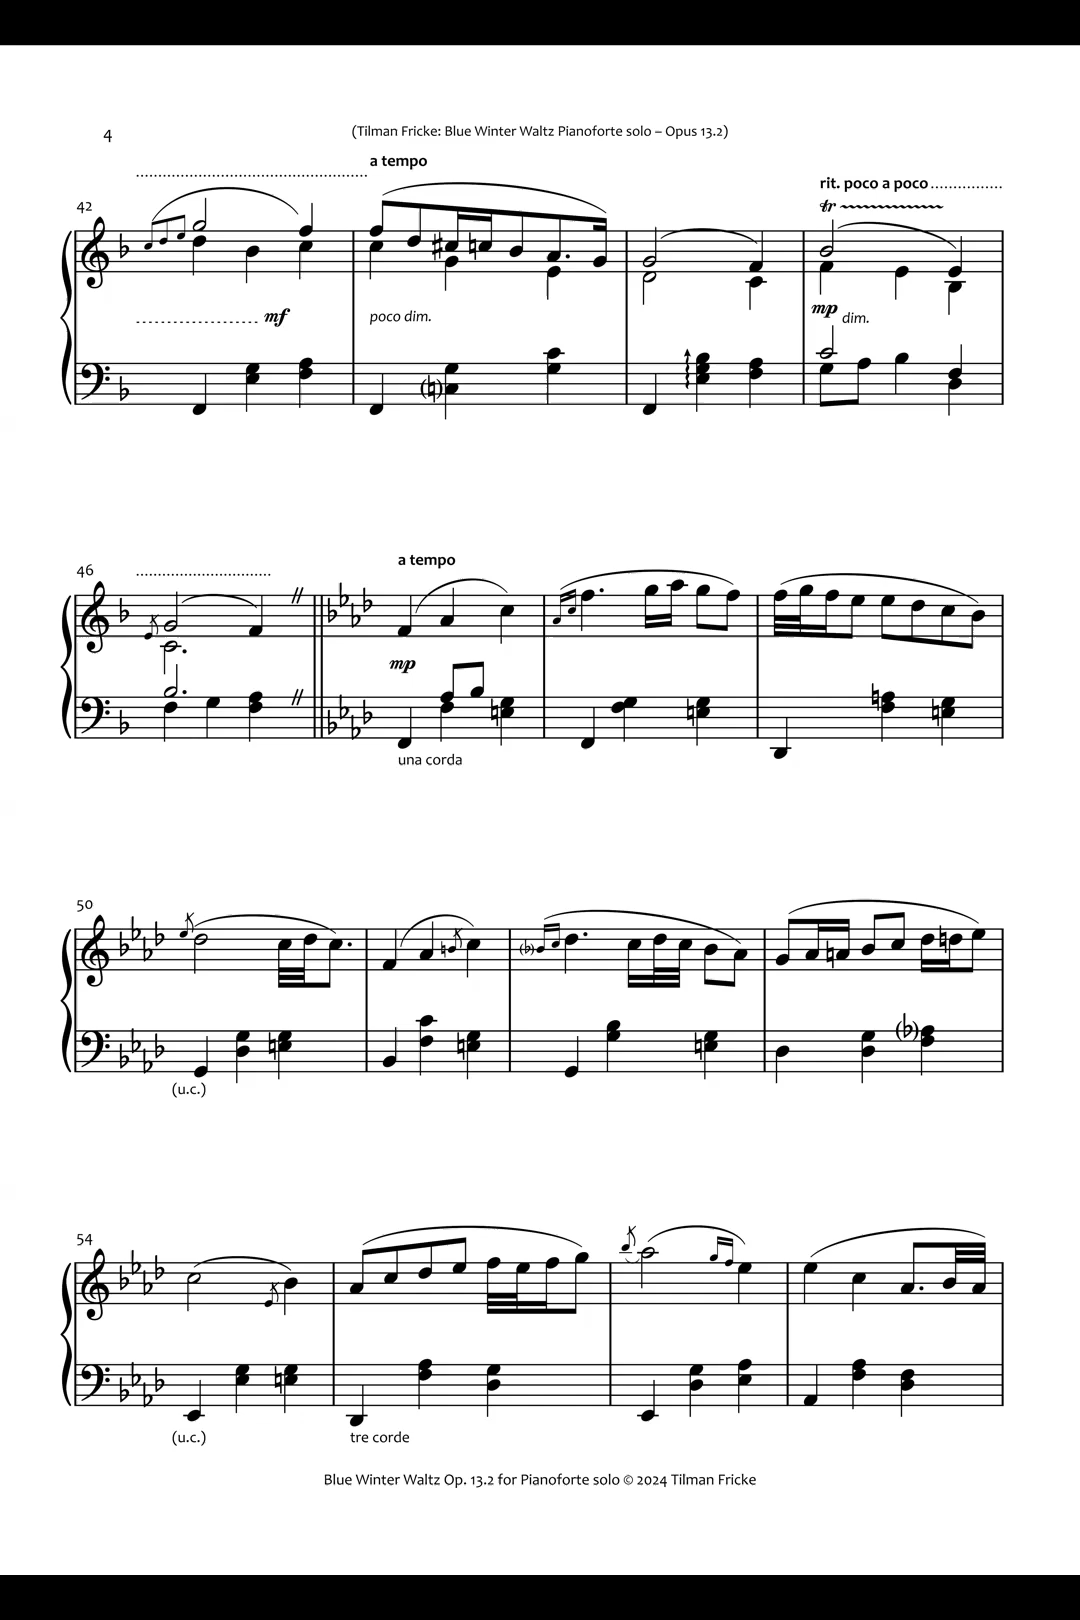 4
(Tilman Fricke: Blue Winter Waltz Pianoforte solo – Opus 13.2)
a tempo
rit. poco a poco
tr
42
mf
poco dim.
mp
dim.
a tempo
46
mp
una corda
50
(u.c.)
54
(u.c.)
tre corde
Blue Winter Waltz Op. 13.2 for Pianoforte solo © 2024 Tilman Fricke